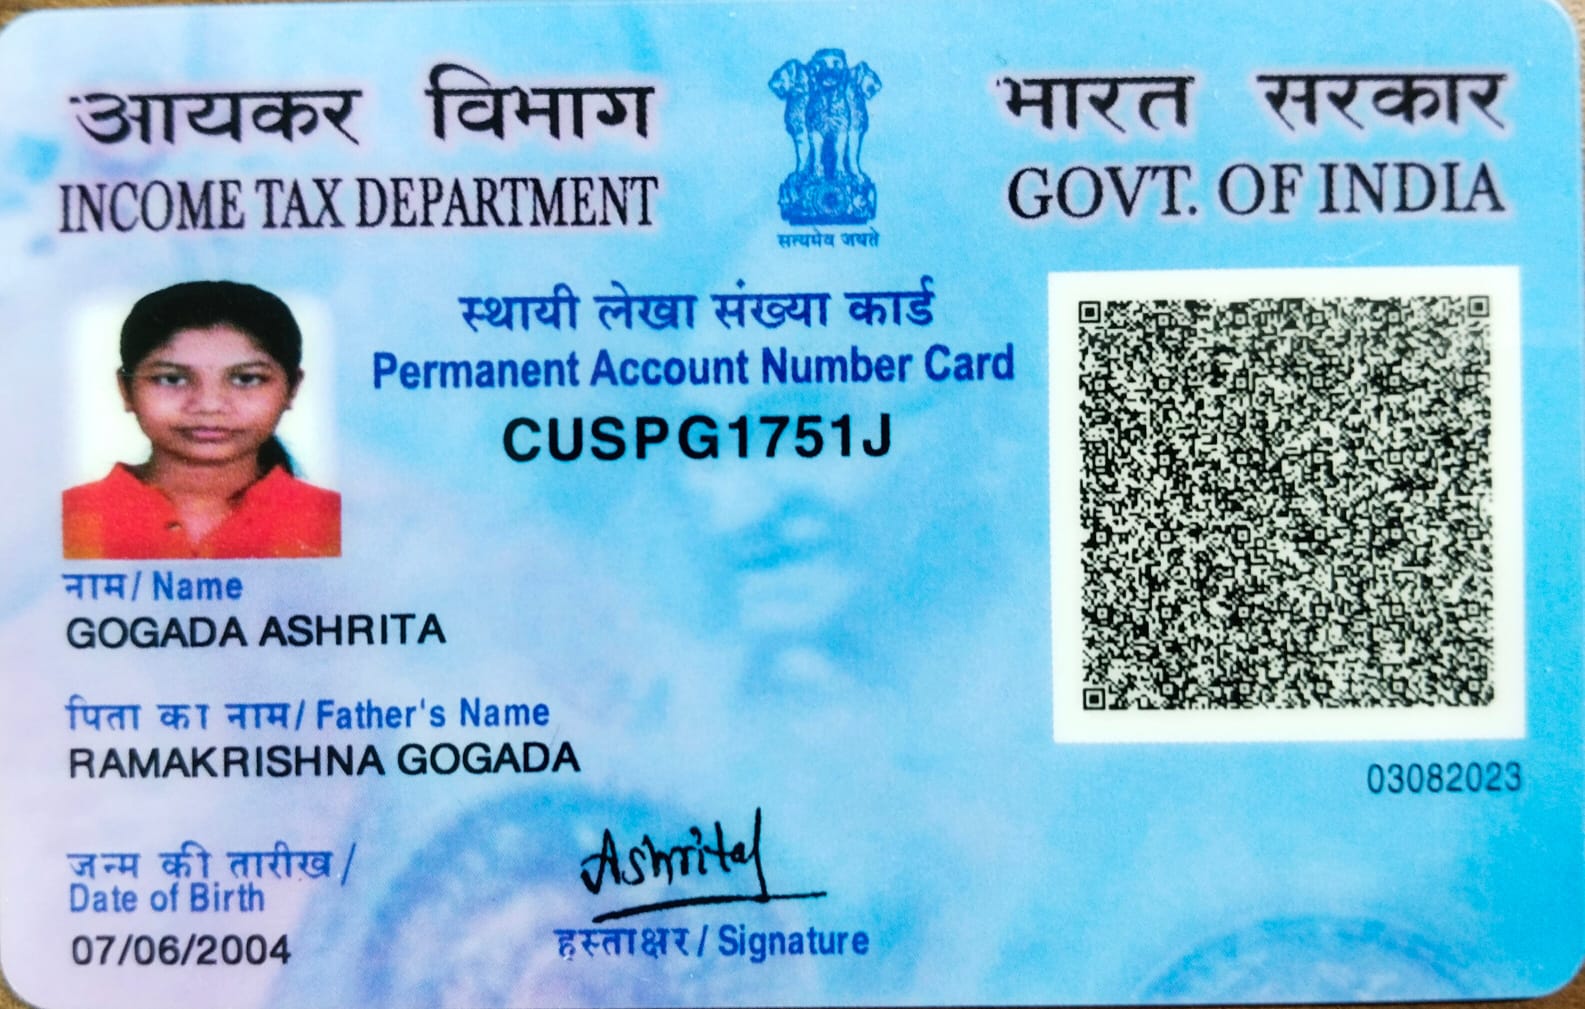 आयकर विभाग
INCOME TAX DEPARTMENT
सत्यमेव जयते
भारत सरकार
GOVT. OF INDIA
स्थायी लेखा संख्या कार्ड
Permanent Account Number Card
CUSPG1751J
नाम / Name
GOGADA ASHRITA
पिता का नाम / Father's Name
RAMAKRISHNA GOGADA
03082023
जन्म की तारीख /
Date of Birth
07/06/2004
Ashrita
हस्ताक्षर / Signature